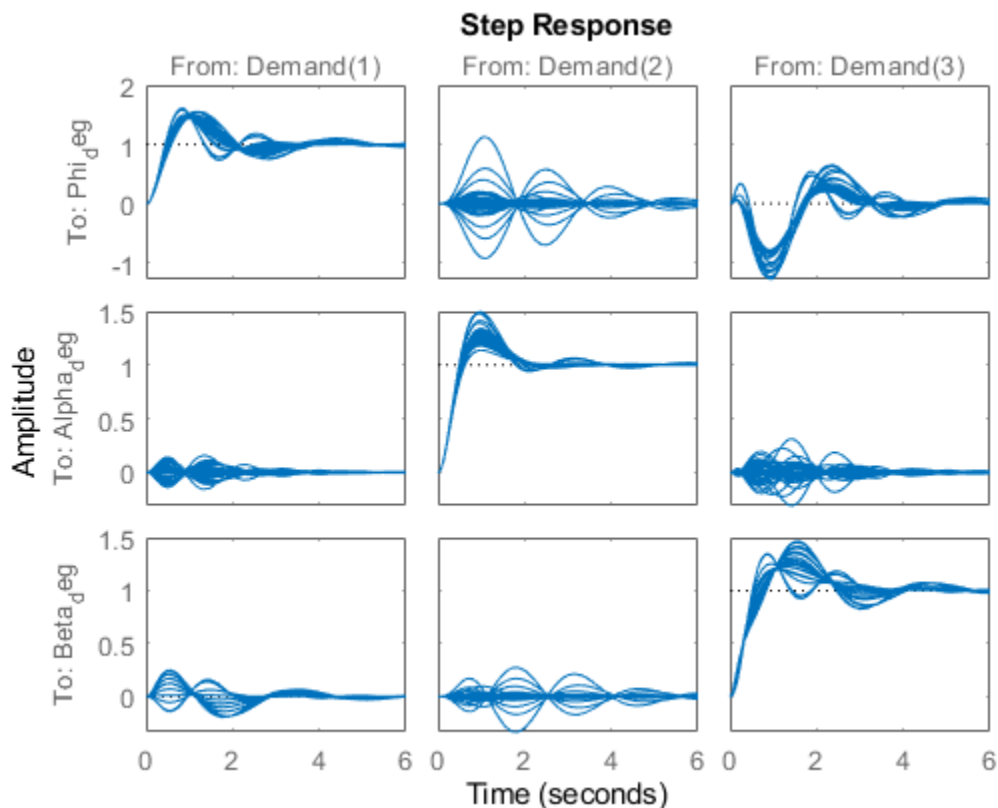 Step Response
From: Demand(1) From: Demand(2) From: Demand(3)
Amplitude
To: Phi_deg
2
1
0
-1
To: Alpha_deg
1.5
1
0.5
0
To: Beta_deg
1.5
1
0.5
0
0 2 4 6 0 2 4 6 0 2 4 6
Time (seconds)